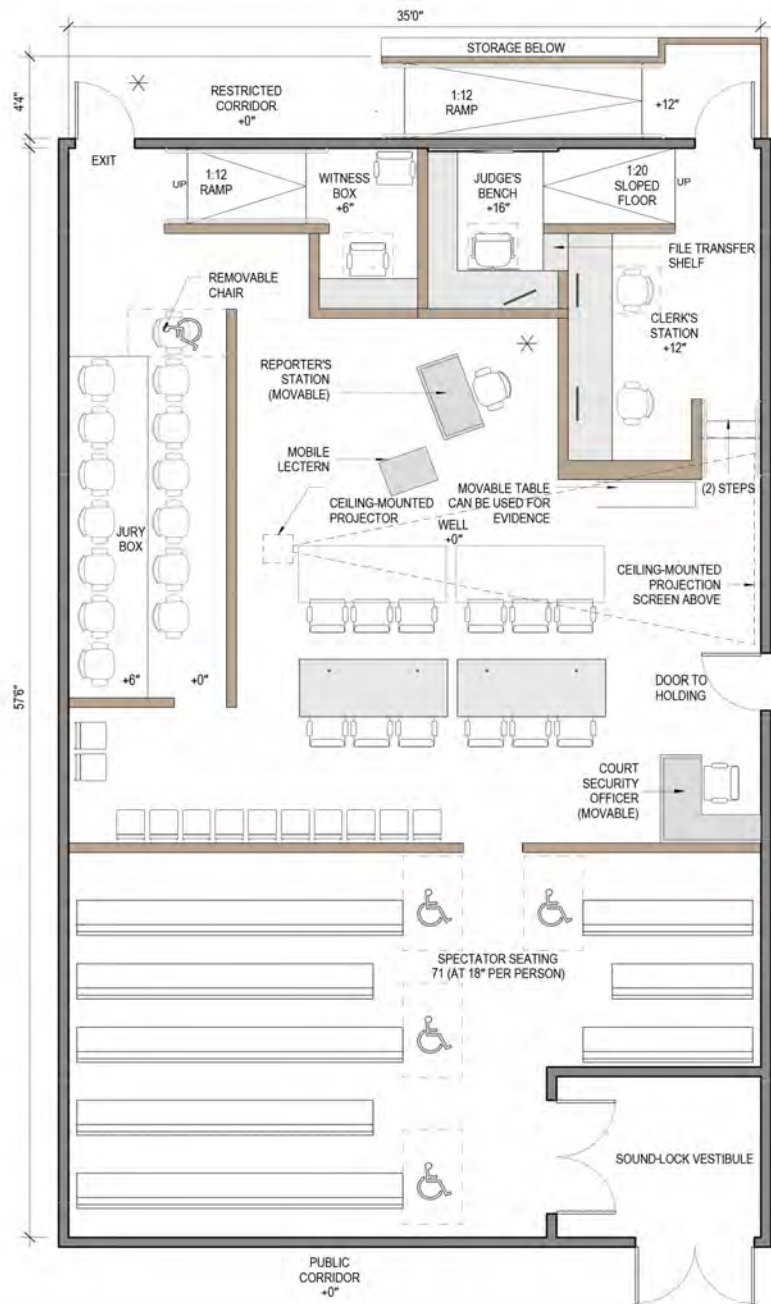 35'0"
STORAGE BELOW
4'4"
RESTRICTED
CORRIDOR
+0"
1:12
RAMP
+12"
EXIT
UP
1:12
RAMP
WITNESS
BOX
+6"
JUDGE'S
BENCH
+16"
1:20
SLOPED
FLOOR
UP
FILE TRANSFER
SHELF
REMOVABLE
CHAIR
CLERK'S
STATION
+12"
REPORTER'S
STATION
(MOVABLE)
MOBILE
LECTERN
CEILING-MOUNTED
PROJECTOR
MOVABLE TABLE
CAN BE USED FOR
EVIDENCE
(2) STEPS
WELL
+0"
JURY
BOX
CEILING-MOUNTED
PROJECTION
SCREEN ABOVE
+6"
+0"
57'6"
DOOR TO
HOLDING
COURT
SECURITY
OFFICER
(MOVABLE)
SPECTATOR SEATING
71 (AT 18" PER PERSON)
SOUND-LOCK VESTIBULE
PUBLIC
CORRIDOR
+0"